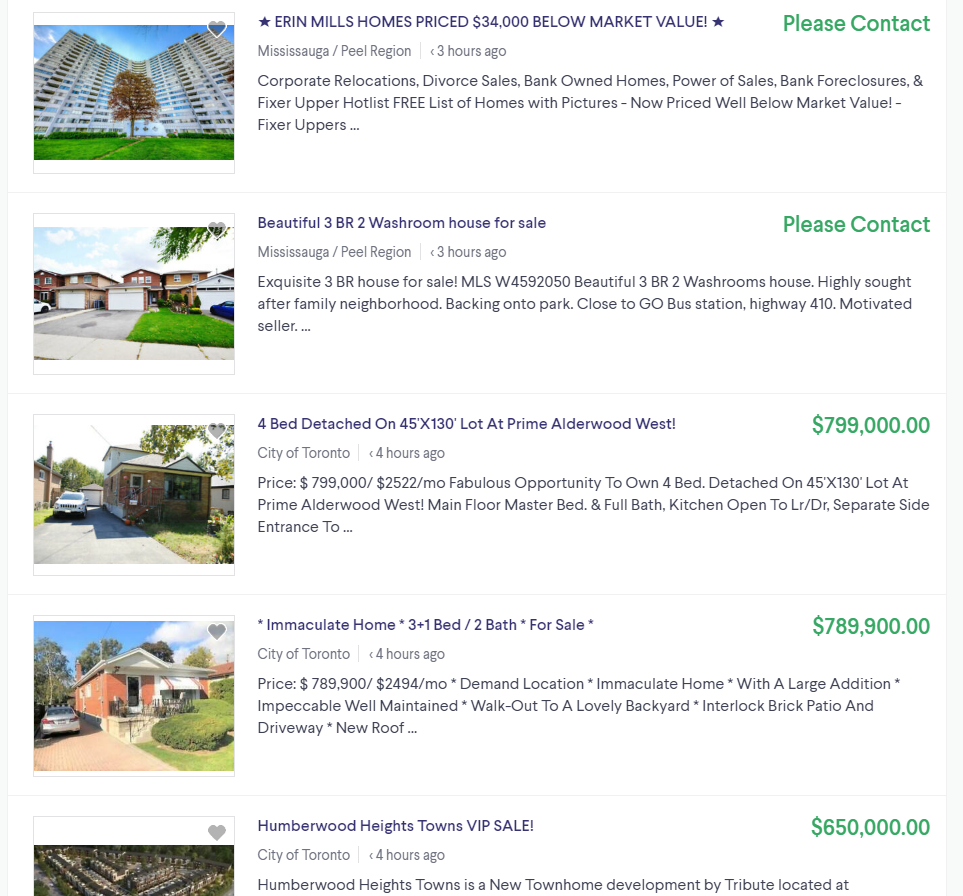 ★ ERIN MILLS HOMES PRICED $34,000 BELOW MARKET VALUE! ★
Please Contact
Mississauga / Peel Region
< 3 hours ago
Corporate Relocations, Divorce Sales, Bank Owned Homes, Power of Sales, Bank Foreclosures, &
Fixer Upper Hotlist FREE List of Homes with Pictures - Now Priced Well Below Market Value! -
Fixer Uppers ...
Beautiful 3 BR 2 Washroom house for sale
Please Contact
Mississauga / Peel Region
< 3 hours ago
Exquisite 3 BR house for sale! MLS W4592050 Beautiful 3 BR 2 Washrooms house. Highly sought
after family neighborhood. Backing onto park. Close to GO Bus station, highway 410. Motivated
seller. ...
4 Bed Detached On 45'X130' Lot At Prime Alderwood West!
$799,000.00
City of Toronto
< 4 hours ago
Price: $ 799,000/ $2522/mo Fabulous Opportunity To Own 4 Bed. Detached On 45'X130' Lot At
Prime Alderwood West! Main Floor Master Bed. & Full Bath, Kitchen Open To Lr/Dr, Separate Side
Entrance To ...
* Immaculate Home * 3+1 Bed / 2 Bath * For Sale *
$789,900.00
City of Toronto
< 4 hours ago
Price: $ 789,900/ $2494/mo * Demand Location * Immaculate Home * With A Large Addition *
Impeccable Well Maintained * Walk-Out To A Lovely Backyard * Interlock Brick Patio And
Driveway * New Roof ...
Humberwood Heights Towns VIP SALE!
$650,000.00
City of Toronto
< 4 hours ago
Humberwood Heights Towns is a New Townhome development by Tribute located at